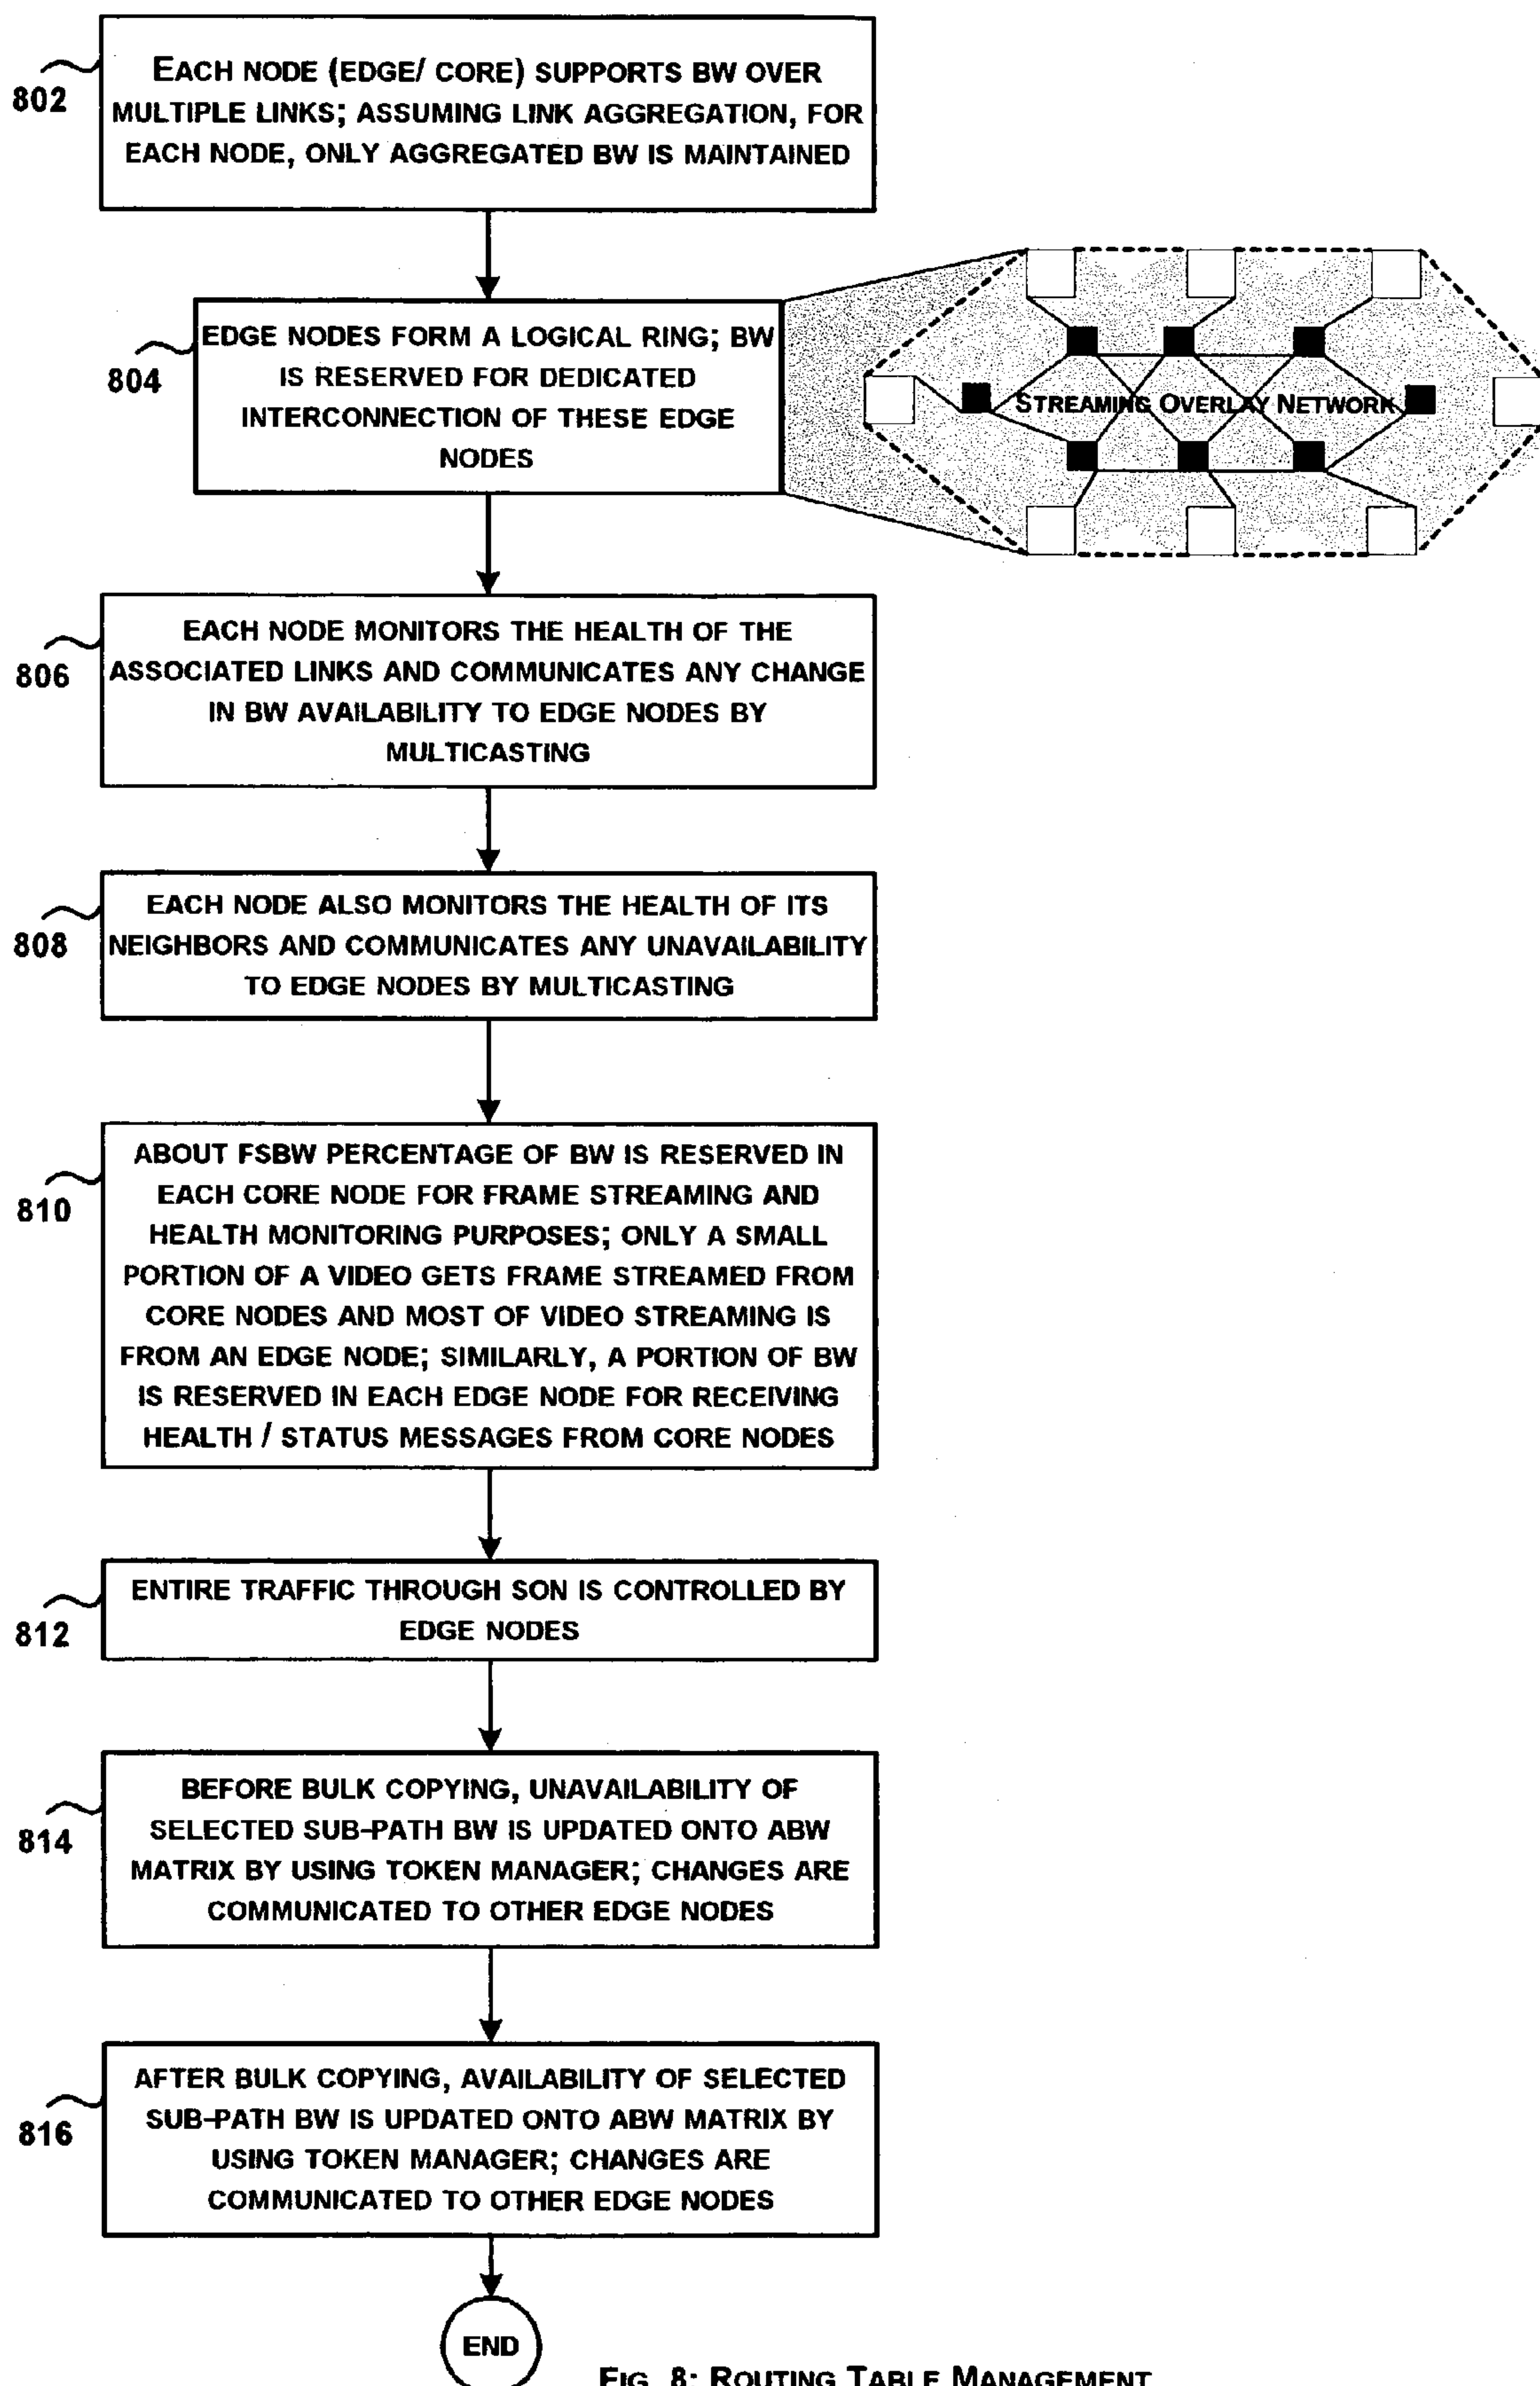 802
EACH NODE (EDGE/ CORE) SUPPORTS BW OVER
MULTIPLE LINKS; ASSUMING LINK AGGREGATION, FOR
EACH NODE, ONLY AGGREGATED BW IS MAINTAINED
804
EDGE NODES FORM A LOGICAL RING; BW
IS RESERVED FOR DEDICATED
INTERCONNECTION OF THESE EDGE
NODES
STREAMING OVERLAY NETWORK
806
EACH NODE MONITORS THE HEALTH OF THE
ASSOCIATED LINKS AND COMMUNICATES ANY CHANGE
IN BW AVAILABILITY TO EDGE NODES BY
MULTICASTING
808
EACH NODE ALSO MONITORS THE HEALTH OF ITS
NEIGHBORS AND COMMUNICATES ANY UNAVAILABILITY
TO EDGE NODES BY MULTICASTING
810
ABOUT FSBW PERCENTAGE OF BW IS RESERVED IN
EACH CORE NODE FOR FRAME STREAMING AND
HEALTH MONITORING PURPOSES; ONLY A SMALL
PORTION OF A VIDEO GETS FRAME STREAMED FROM
CORE NODES AND MOST OF VIDEO STREAMING IS
FROM AN EDGE NODE; SIMILARLY, A PORTION OF BW
IS RESERVED IN EACH EDGE NODE FOR RECEIVING
HEALTH / STATUS MESSAGES FROM CORE NODES
812
ENTIRE TRAFFIC THROUGH SON IS CONTROLLED BY
EDGE NODES
814
BEFORE BULK COPYING, UNAVAILABILITY OF
SELECTED SUB-PATH BW IS UPDATED ONTO ABW
MATRIX BY USING TOKEN MANAGER; CHANGES ARE
COMMUNICATED TO OTHER EDGE NODES
816
AFTER BULK COPYING, AVAILABILITY OF SELECTED
SUB-PATH BW IS UPDATED ONTO ABW MATRIX BY
USING TOKEN MANAGER; CHANGES ARE
COMMUNICATED TO OTHER EDGE NODES
END
FIG. 8: ROUTING TABLE MANAGEMENT